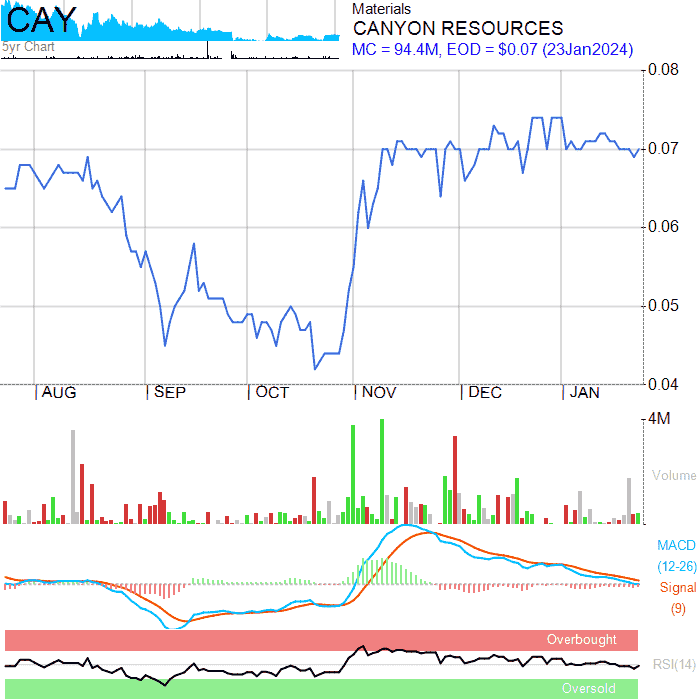 CAY
5yr Chart
Materials
CANYON RESOURCES
MC = 94.4M, EOD = $0.07 (23Jan2024)
0.08
0.07
0.06
0.05
0.04
AUG SEP OCT NOV DEC JAN
4M
Volume
MACD
(12-26)
Signal
(9)
Overbought
RSI(14)
Oversold